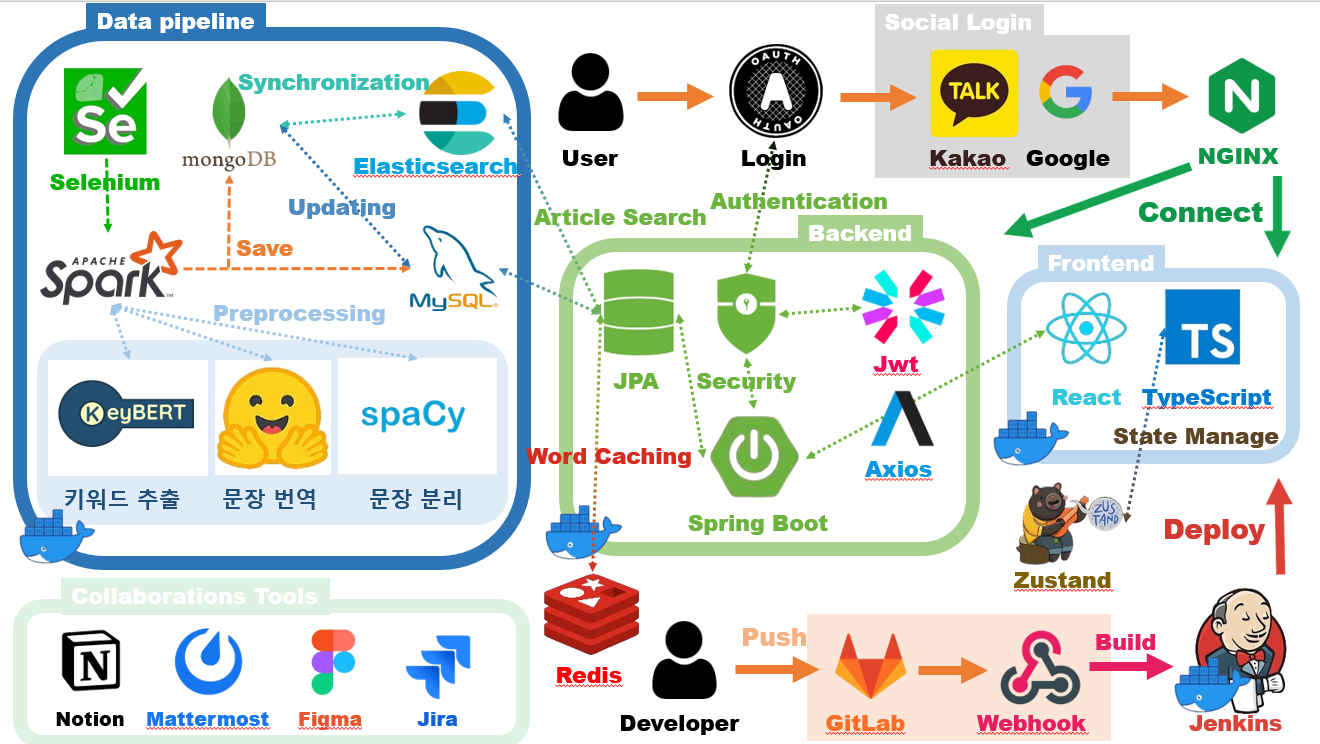 Data pipeline
Se
Selenium
mongoDB
Synchronization
Elasticsearch
Updating
APACHE
Spark™
Save
MySQL®
Preprocessing
KeyBERT
spaCy
키워드 추출
문장 번역
문장 분리
User
OAUTH
A
OAUTH
Login
Social Login
TALK
Kakao
G
Google
N
NGINX
Connect
Article Search
Authentication
Backend
JPA
Security
Jwt
Axios
Word Caching
Spring Boot
Redis
Frontend
React
TS
TypeScript
State Manage
ZUS
TAND
Zustand
Deploy
Collaborations Tools
N
Notion
Mattermost
Figma
Jira
Developer
Push
GitLab
Webhook
Build
Jenkins